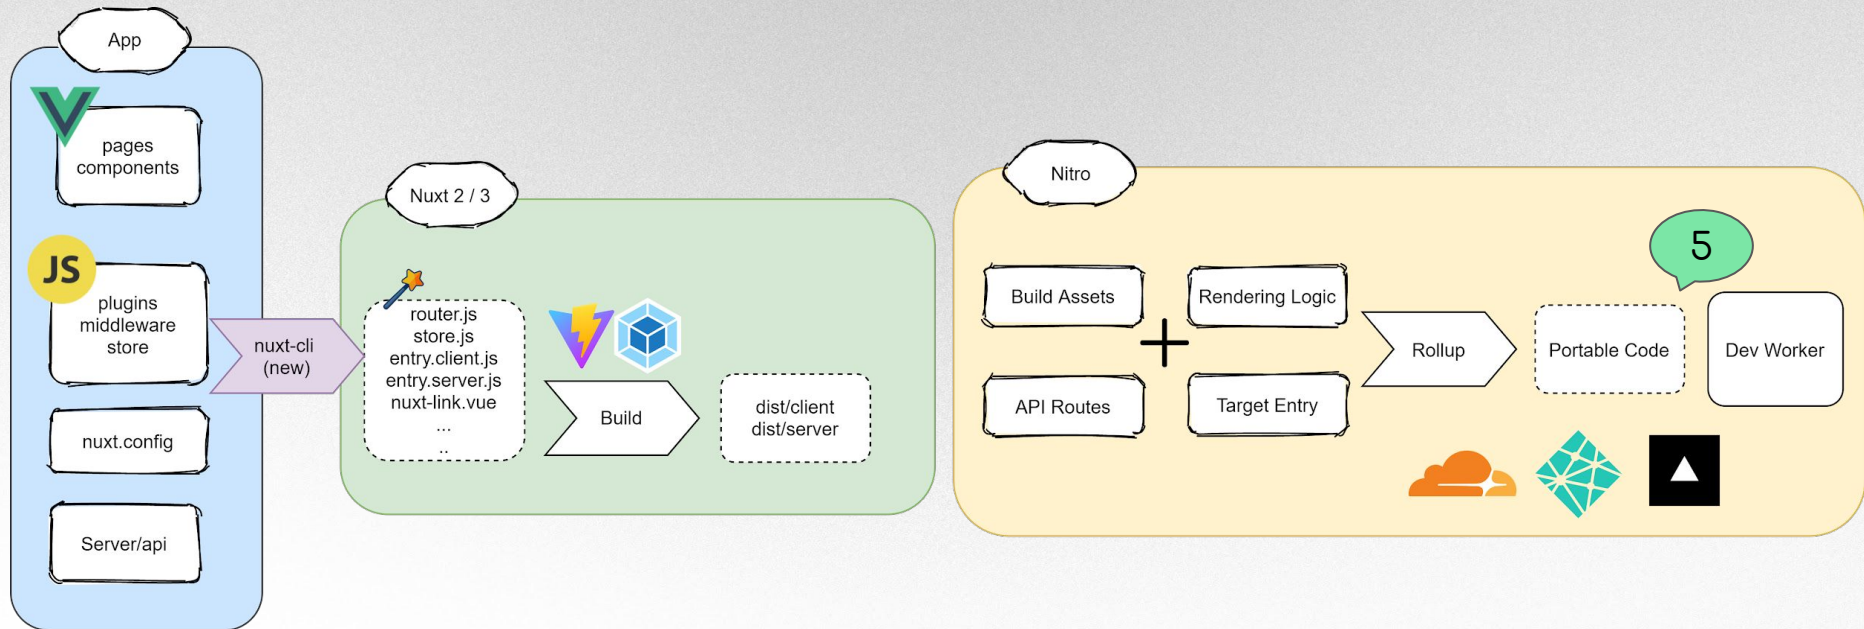 App
pages
components
JS
plugins
middleware
store
nuxt.config
Server/api
nuxt-cli
(new)
Nuxt 2 / 3
router.js
store.js
entry.client.js
entry.server.js
nuxt-link.vue
...
..
Build
dist/client
dist/server
Nitro
Build Assets
Rendering Logic
API Routes
Target Entry
Rollup
5
Portable Code
Dev Worker